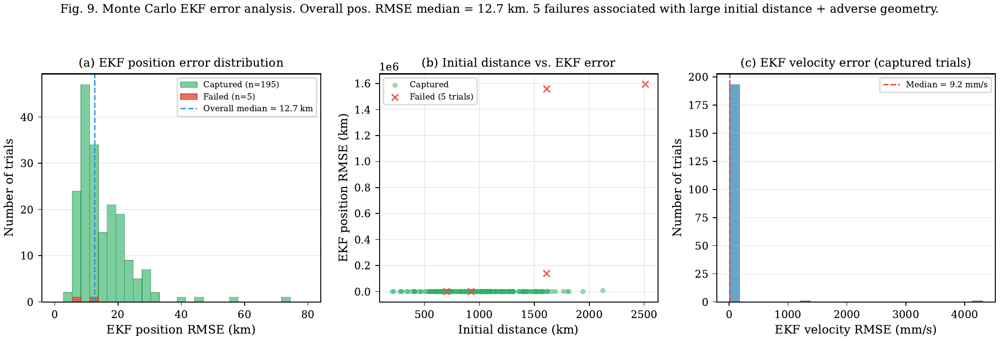 Fig. 9. Monte Carlo EKF error analysis. Overall pos. RMSE median = 12.7 km. 5 failures associated with large initial distance + adverse geometry.
(a) EKF position error distribution
Number of trials
40
30
20
10
0
0 20 40 60 80
EKF position RMSE (km)
Captured (n=195)
Failed (n=5)
Overall median = 12.7 km
(b) Initial distance vs. EKF error
1e6
EKF position RMSE (km)
1.6
1.4
1.2
1.0
0.8
0.6
0.4
0.2
0.0
500 1000 1500 2000 2500
Initial distance (km)
Captured
Failed (5 trials)
(c) EKF velocity error (captured trials)
Number of trials
200
175
150
125
100
75
50
25
0
0 1000 2000 3000 4000
EKF velocity RMSE (mm/s)
Median = 9.2 mm/s